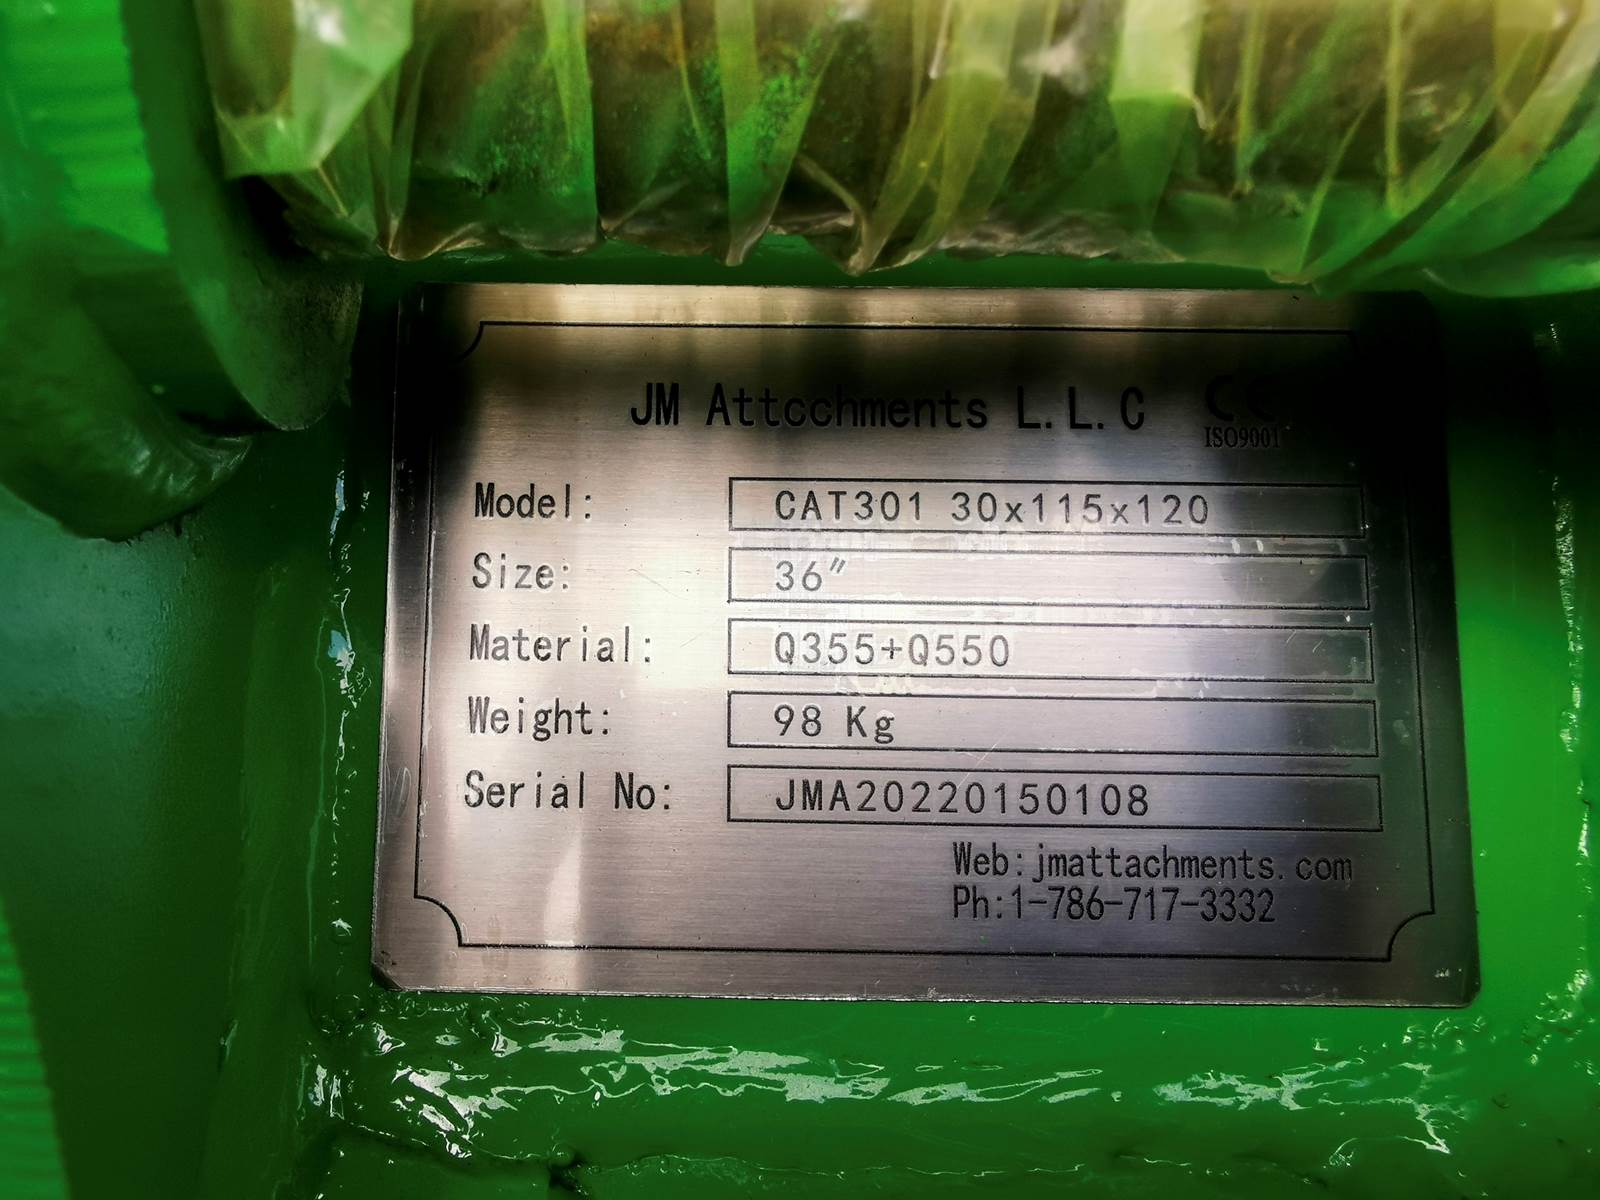 JM Attcchments L.L.C CE
ISO9001
Model: CAT301 30x115x120
Size: 36"
Material: Q355+Q550
Weight: 98 Kg
Serial No: JMA20220150108
Web:jmattachments.com
Ph:1-786-717-3332